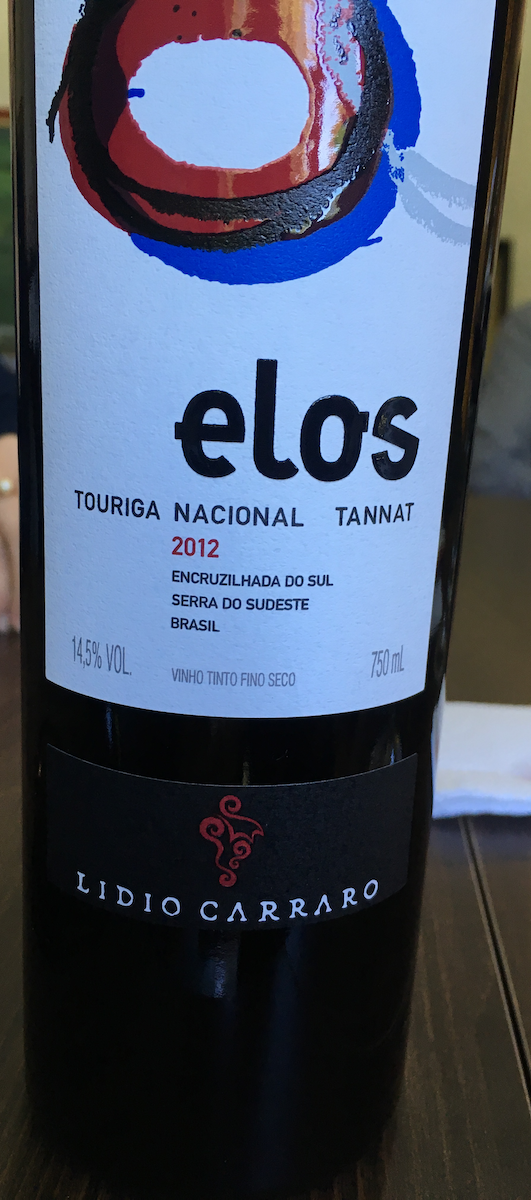 elos
TOURIGA NACIONAL TANNAT
2012
ENCRUZILHADA DO SUL
SERRA DO SUDESTE
BRASIL
14,5% VOL. VINHO TINTO FINO SECO 750 mL
LIDIO CARRARO